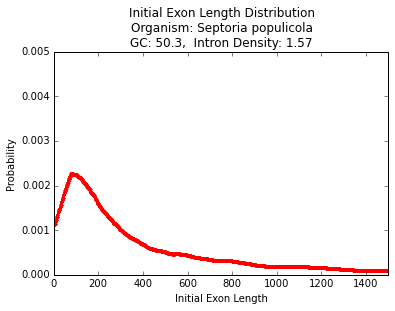 Initial Exon Length Distribution
Organism: Septoria populicola
GC: 50.3,  Intron Density: 1.57
0.005
0.004
0.003
0.002
0.001
0.000
Probability
0 200 400 600 800 1000 1200 1400
Initial Exon Length